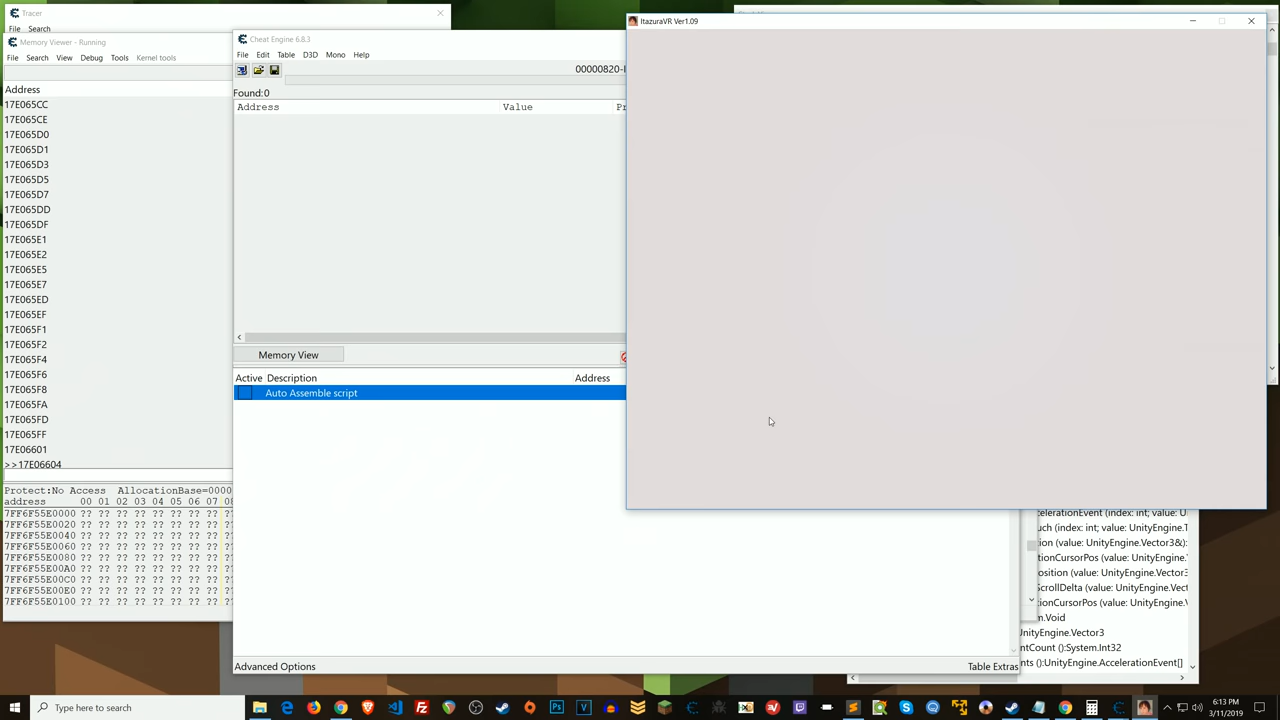 Tracer
File Search
Memory Viewer - Running
File Search View Debug Tools Kernel tools
Address
17E065CC
17E065CE
17E065D0
17E065D1
17E065D3
17E065D5
17E065D7
17E065DD
17E065DF
17E065E1
17E065E2
17E065E5
17E065E7
17E065ED
17E065EF
17E065F1
17E065F2
17E065F4
17E065F6
17E065F8
17E065FA
17E065FD
17E065FF
17E06601
17E06604
>>17E06604
Protect:No Access AllocationBase=0000
address 00 01 02 03 04 05 06 07 08
7FF6F55E0000 ?? ?? ?? ?? ?? ?? ?? ?? ??
7FF6F55E0020 ?? ?? ?? ?? ?? ?? ?? ?? ??
7FF6F55E0040 ?? ?? ?? ?? ?? ?? ?? ?? ??
7FF6F55E0060 ?? ?? ?? ?? ?? ?? ?? ?? ??
7FF6F55E0080 ?? ?? ?? ?? ?? ?? ?? ?? ??
7FF6F55E00A0 ?? ?? ?? ?? ?? ?? ?? ?? ??
7FF6F55E00C0 ?? ?? ?? ?? ?? ?? ?? ?? ??
7FF6F55E00E0 ?? ?? ?? ?? ?? ?? ?? ?? ??
7FF6F55E0100 ?? ?? ?? ?? ?? ?? ?? ?? ??
Cheat Engine 6.8.3
File Edit Table D3D Mono Help
00000820-I
Found:0
Address Value Pr
Memory View
Active Description Address
Auto Assemble script
Advanced Options Table Extras
ItazuraVR Ver1.09
celerationEvent (index: int; value: U
uch (index: int; value: UnityEngine.T
ion (value: UnityEngine.Vector3&):
tionCursorPos (value: UnityEngine.
osition (value: UnityEngine.Vector3
ScrollDelta (value: UnityEngine.Vect
tionCursorPos (value: UnityEngine.V
m.Void
UnityEngine.Vector3
ntCount ():System.Int32
nts ():UnityEngine.AccelerationEvent[]
Type here to search
6:13 PM
3/11/2019